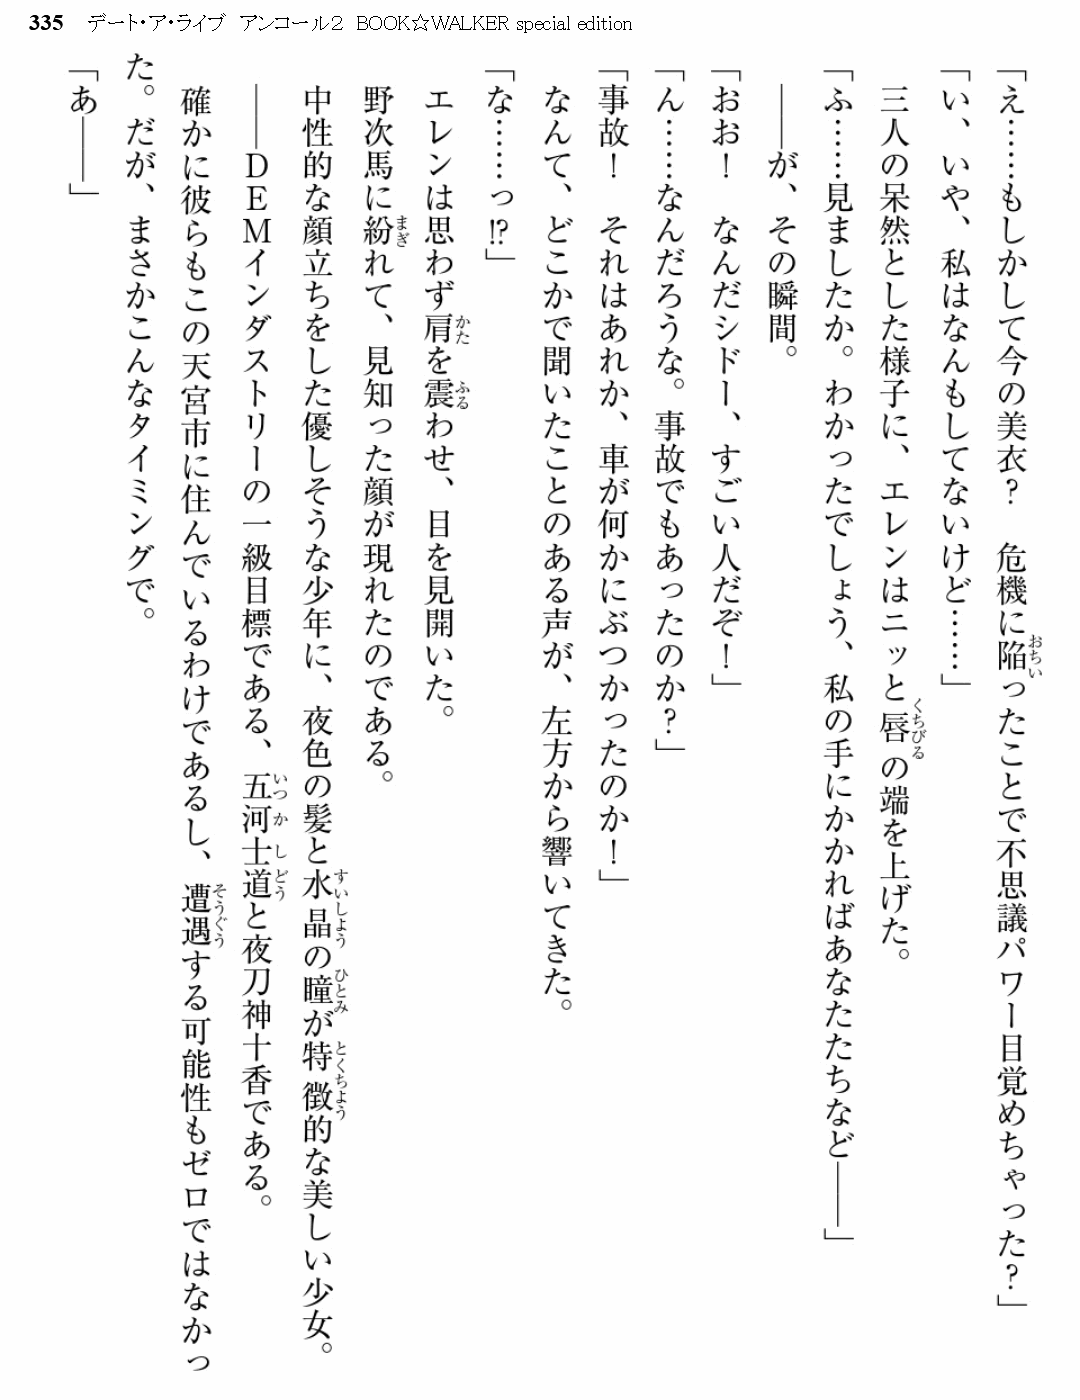 335 デート・ア・ライブ アンコール2 BOOK☆WALKER special edition
「え……もしかして今の美衣？　危機に陥ったことで不思議パワー目覚めちゃった？」
「い、いや、私はなんもしてないけど……」
三人の呆然とした様子に、エレンはニッと唇の端を上げた。
「ふ……見ましたか。わかったでしょう、私の手にかかればあなたたちなど――」
――が、その瞬間。
「おお！　なんだシドー、すごい人だぞ！」
「ん……なんだろうな。事故でもあったのか？」
「事故！　それはあれか、車が何かにぶつかったのか！」
なんて、どこかで聞いたことのある声が、左方から響いてきた。
「な……っ!?」
エレンは思わず肩を震わせ、目を見開いた。
野次馬に紛れて、見知った顔が現れたのである。
中性的な顔立ちをした優しそうな少年に、夜色の髪と水晶の瞳が特徴的な美しい少女。
――ＤＥＭインダストリーの一級目標である、五河士道と夜刀神十香である。
確かに彼らもこの天宮市に住んでいるわけであるし、遭遇する可能性もゼロではなかっ
た。だが、まさかこんなタイミングで。
「あ――」